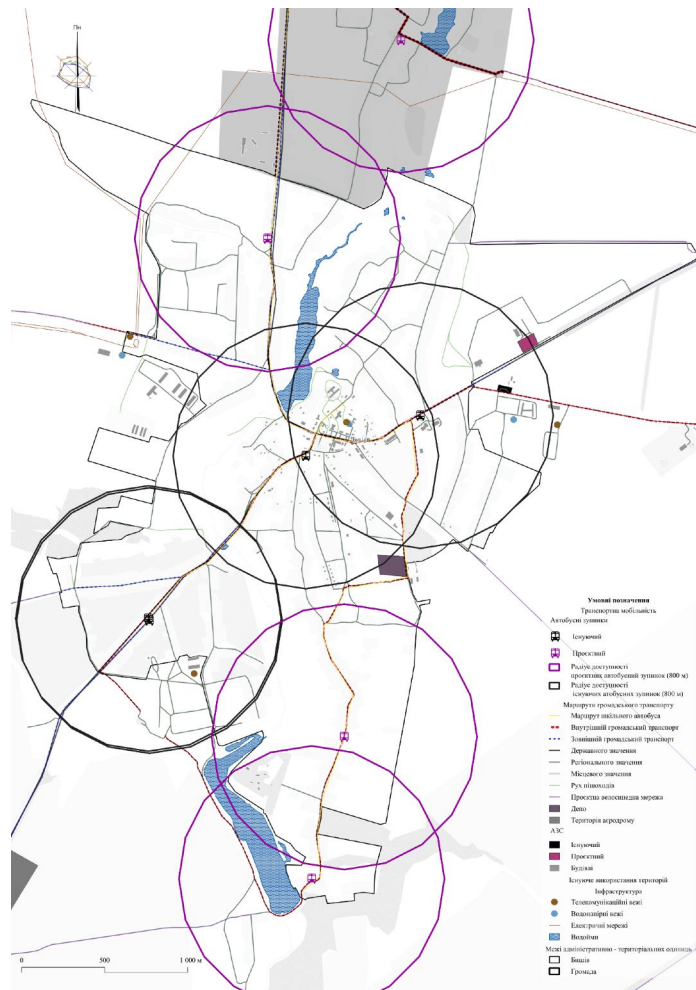 Пн
Бишів
Умовні позначення
Транспортна мобільність
Автобусні зупинки
Існуючий
Проєктний
Радіус доступності
проєктних автобусний зупинок (800 м)
Радіус доступності
існуючих атобусних зупинок (800 м)
Маршрути громадського транспорту
Маршрут шкільного автобуса
Внутрішній громадський транспорт
Зовнішній громадський транспорт
Державного значення
Регіонального значення
Місцевого значення
Рух пішоходів
Проєктна велосипедна мережа
Депо
Територія аеродрому
АЗС
Існуючий
Проєктний
Будівлі
Існуюче використання територій
Інфраструктура
Телекомунікаційні вежі
Водонапірні вежі
Електричні мережі
Водойми
Межі адміністративно - територіальних одиниць
Бишів
Громада
0 500 1 000 м